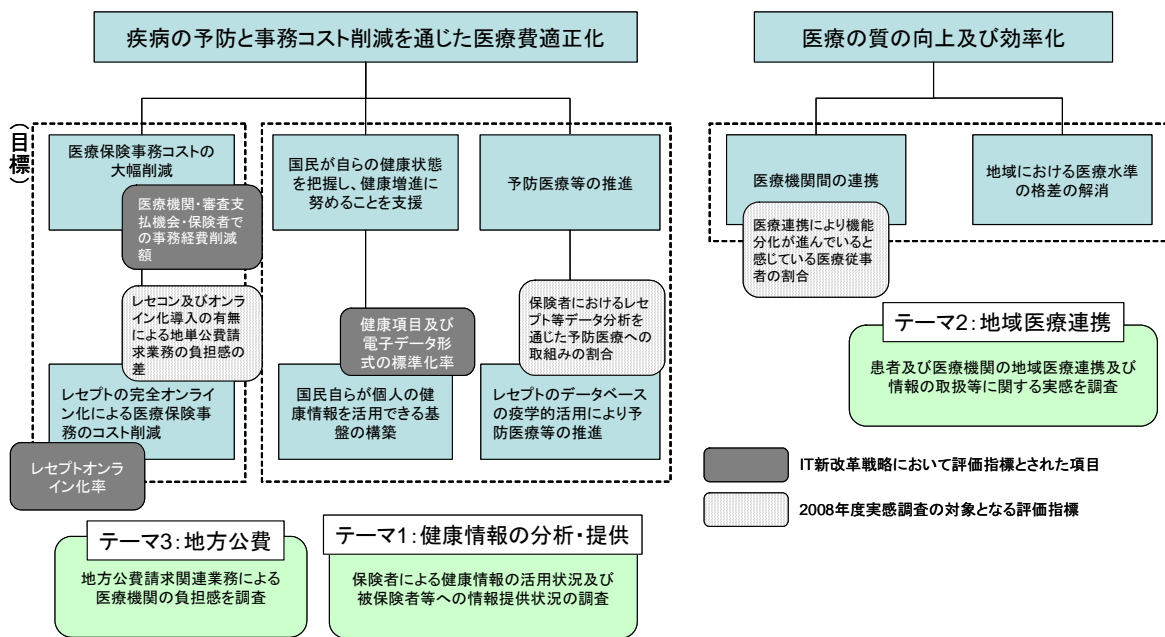 疾病の予防と事務コスト削減を通じた医療費適正化
医療の質の向上及び効率化
(目標)
医療保険事務コストの
大幅削減
医療機関・審査支
払機会・保険者で
の事務経費削減
額
レセコン及びオンラ
イン化導入の有無
による地単公費請
求業務の負担感の
差
レセプトの完全オンライ
ン化による医療保険事
務のコスト削減
レセプトオンラ
イン化率
国民が自らの健康状態
を把握し、健康増進に
努めることを支援
健康項目及び
電子データ形
式の標準化率
国民自らが個人の健
康情報を活用できる基
盤の構築
予防医療等の推進
保険者におけるレセ
プト等データ分析を
通じた予防医療への
取組みの割合
レセプトのデータベース
の疫学的活用により予
防医療等の推進
医療機関間の連携
医療連携により機能
分化が進んでいると
感じている医療従事
者の割合
地域における医療水準
の格差の解消
テーマ2:地域医療連携
患者及び医療機関の地域医療連携及び
情報の取扱等に関する実感を調査
IT新改革戦略において評価指標とされた項目
2008年度実感調査の対象となる評価指標
テーマ3:地方公費
地方公費請求関連業務による
医療機関の負担感を調査
テーマ1:健康情報の分析・提供
保険者による健康情報の活用状況及び
被保険者等への情報提供状況の調査